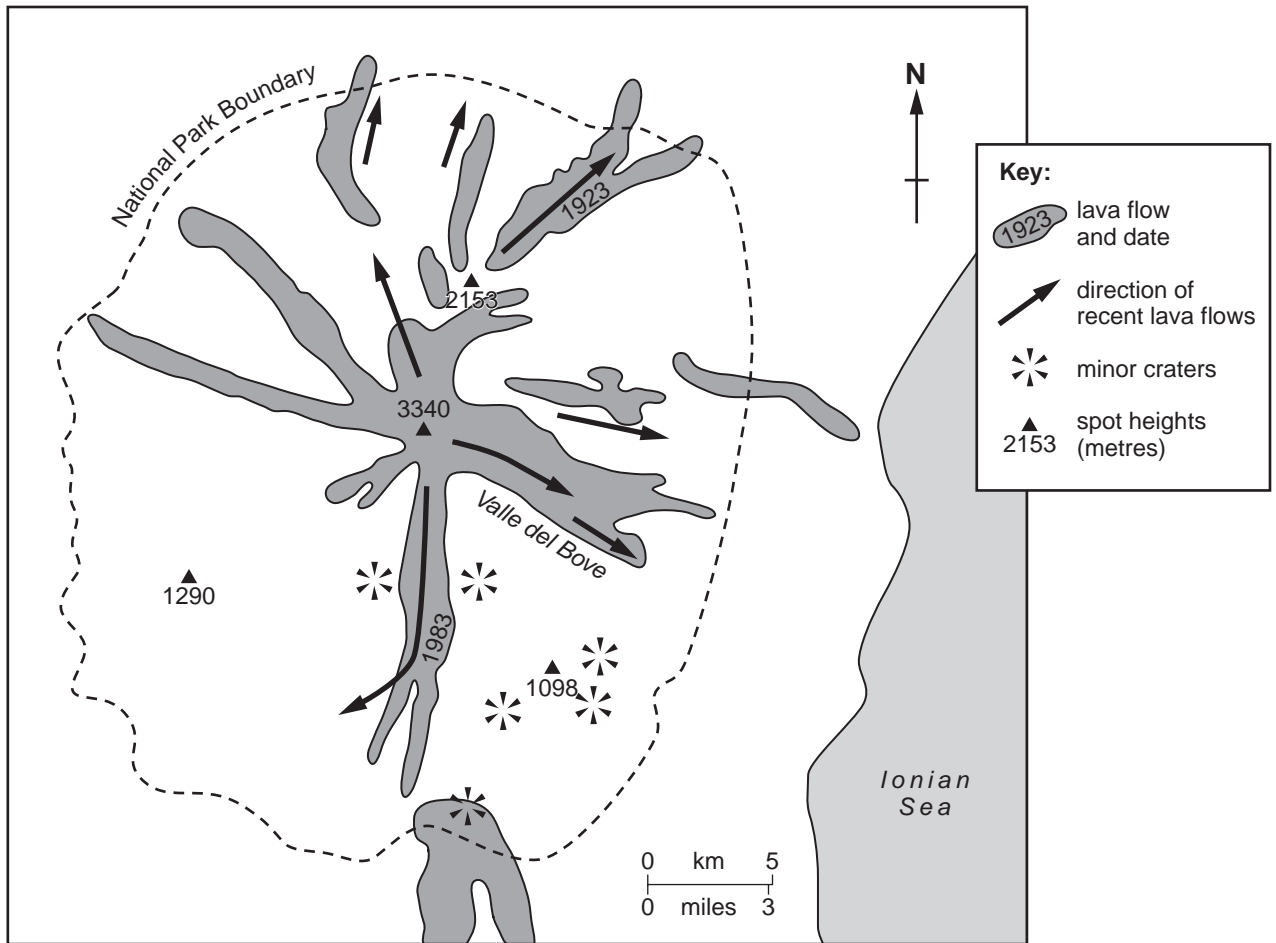 National Park Boundary
N
1923
2153
3340
Valle del Bove
1290
1983
1098
Ionian
Sea
0 km 5
0 miles 3
Key:
1923
lava flow
and date
direction of
recent lava flows
minor craters
2153
spot heights
(metres)